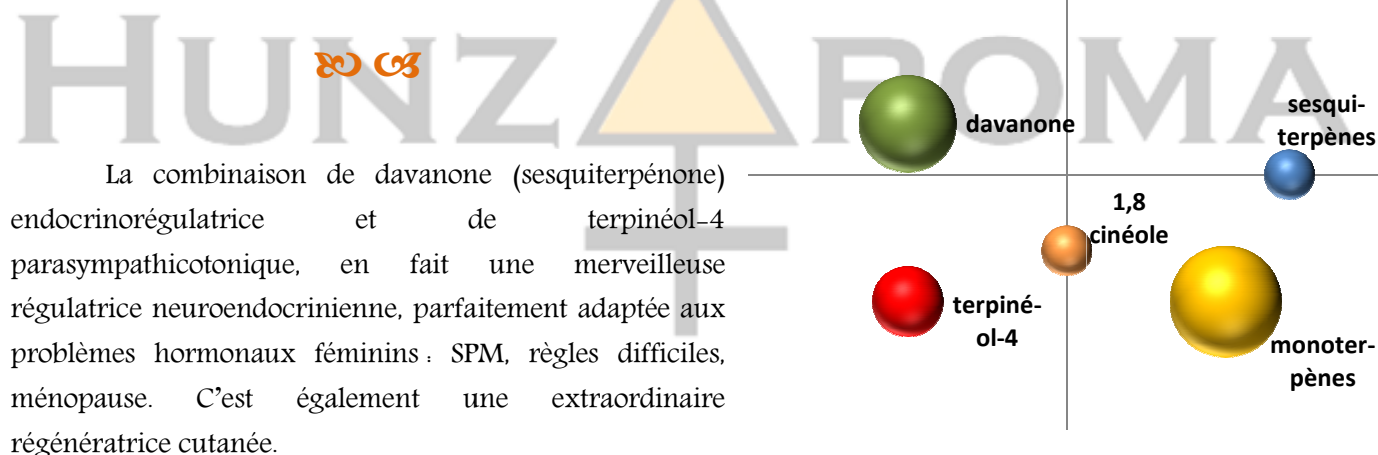 HUNZAROMA
La combinaison de davanone (sesquiterpénone)
endocrinorégulatrice et de terpinéol-4
parasympathicotonique, en fait une merveilleuse
régulatrice neuroendocrinienne, parfaitement adaptée aux
problèmes hormonaux féminins : SPM, règles difficiles,
ménopause. C’est également une extraordinaire
régénératrice cutanée.
davanone
sesqui-
terpènes
1,8
cinéole
terpiné-
ol-4
monoter-
pènes